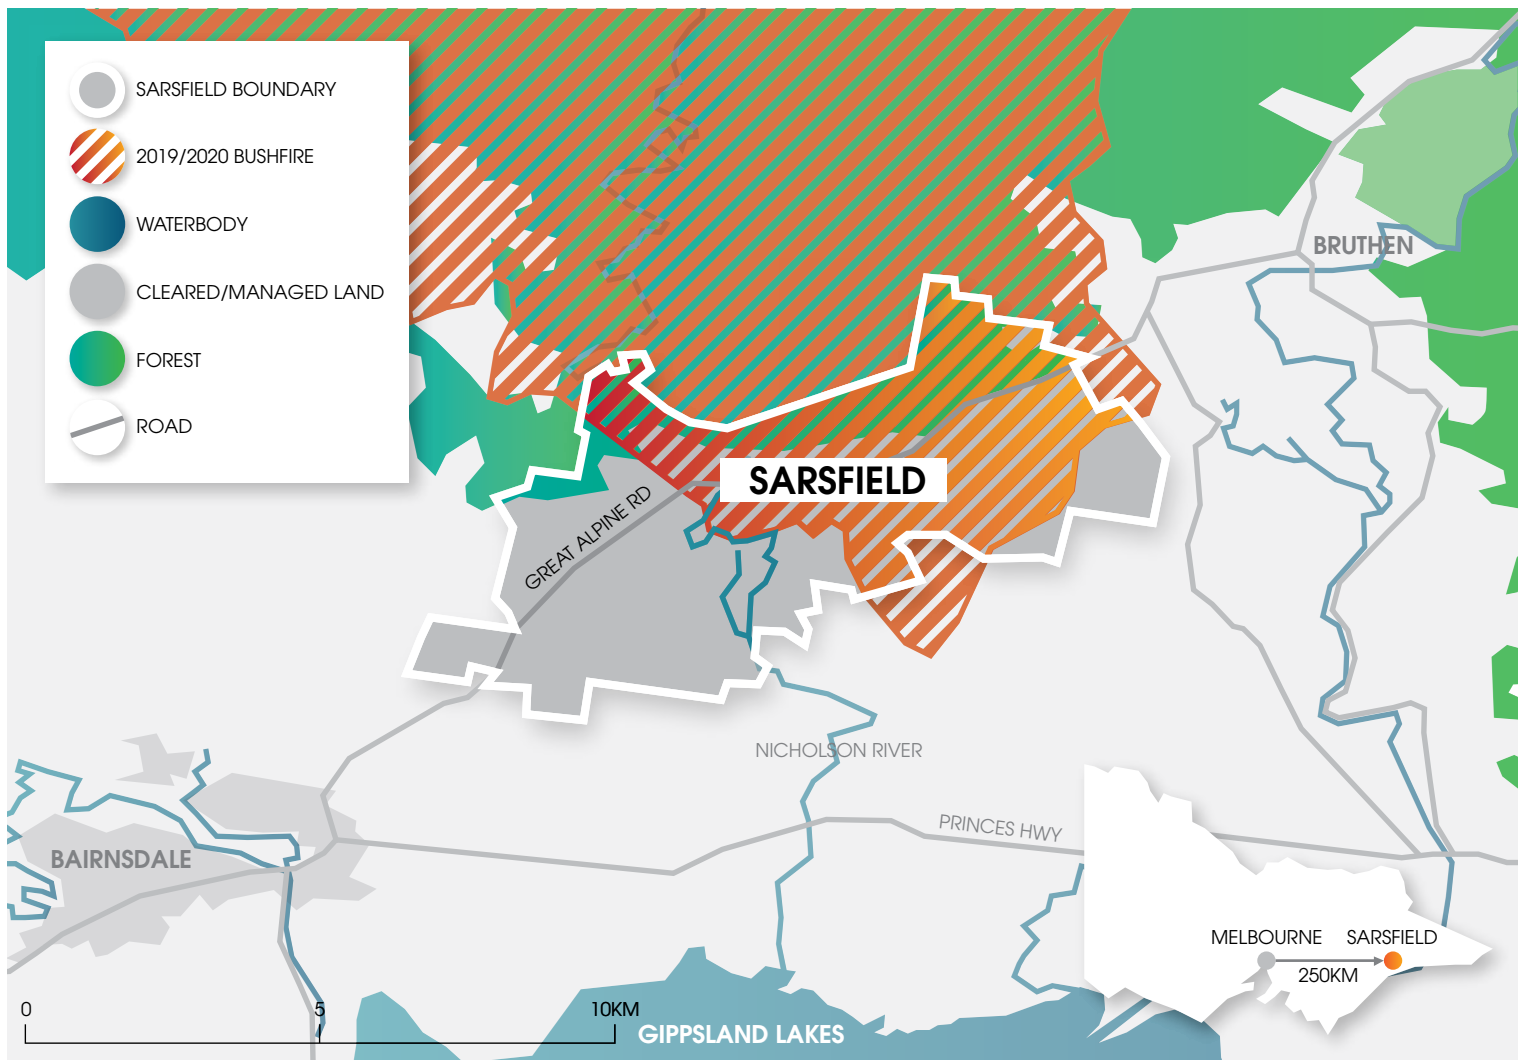 SARSFIELD BOUNDARY
2019/2020 BUSHFIRE
WATERBODY
CLEARED/MANAGED LAND
FOREST
ROAD
BRUTHEN
SARSFIELD
GREAT ALPINE RD
NICHOLSON RIVER
PRINCES HWY
BAIRNSDALE
MELBOURNE SARSFIELD
250KM
0 5 10KM
GIPPSLAND LAKES